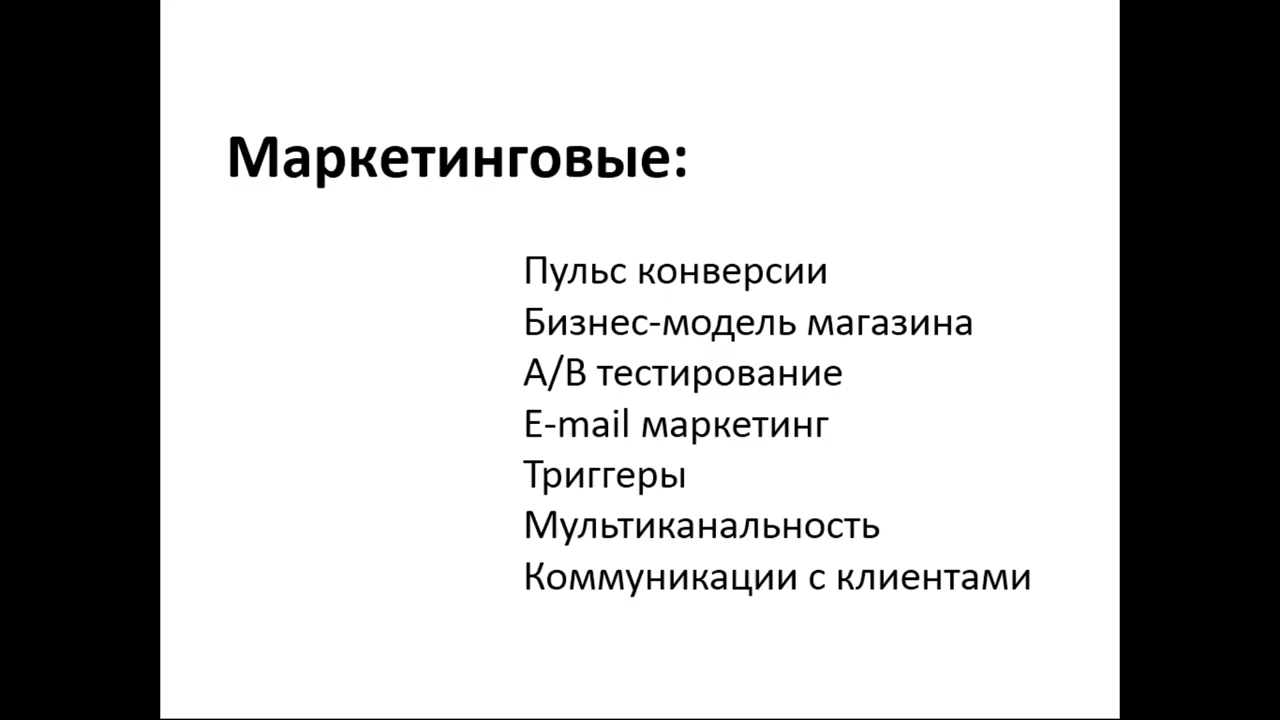 Маркетинговые:
Пульс конверсии
Бизнес-модель магазина
A/B тестирование
E-mail маркетинг
Триггеры
Мультиканальность
Коммуникации с клиентами